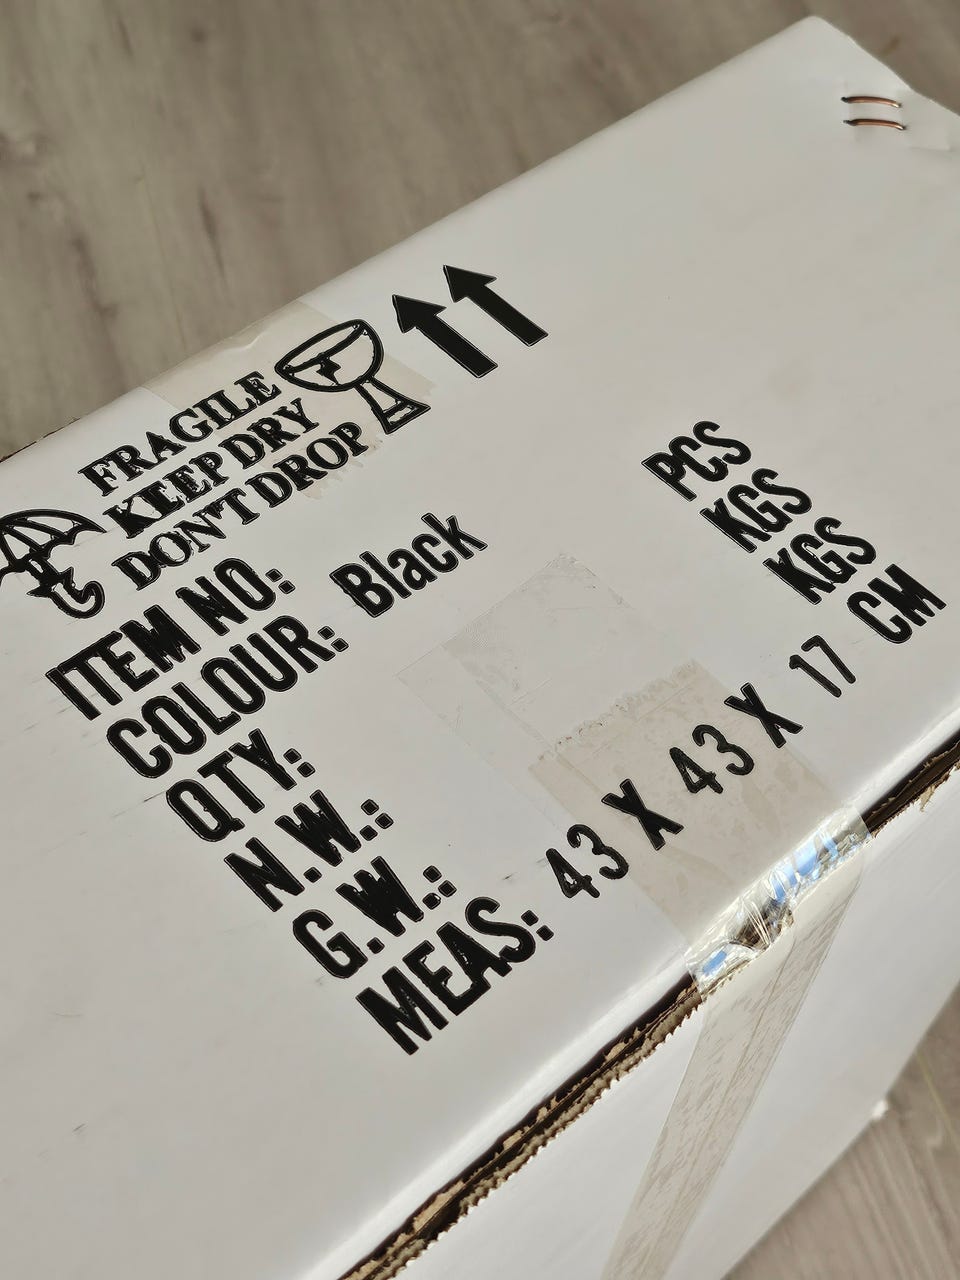 FRAGILE
KEEP DRY
DON'T DROP
ITEM NO:
COLOUR: Black
QTY: PCS
N.W.: KGS
G.W.: KGS
MEAS: 43 X 43 X 17 CM